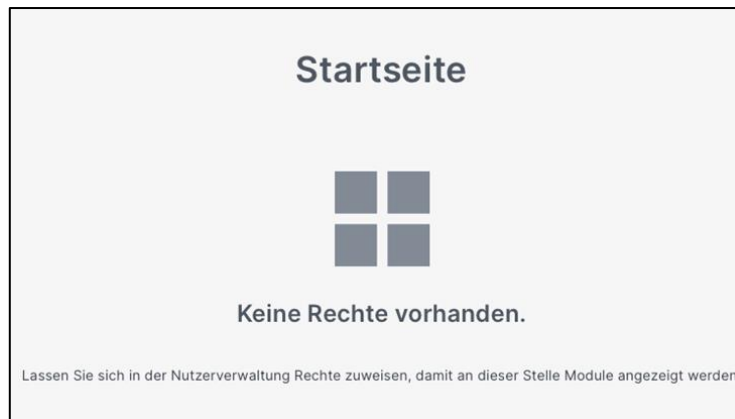 Startseite
Keine Rechte vorhanden.
Lassen Sie sich in der Nutzerverwaltung Rechte zuweisen, damit an dieser Stelle Module angezeigt werden